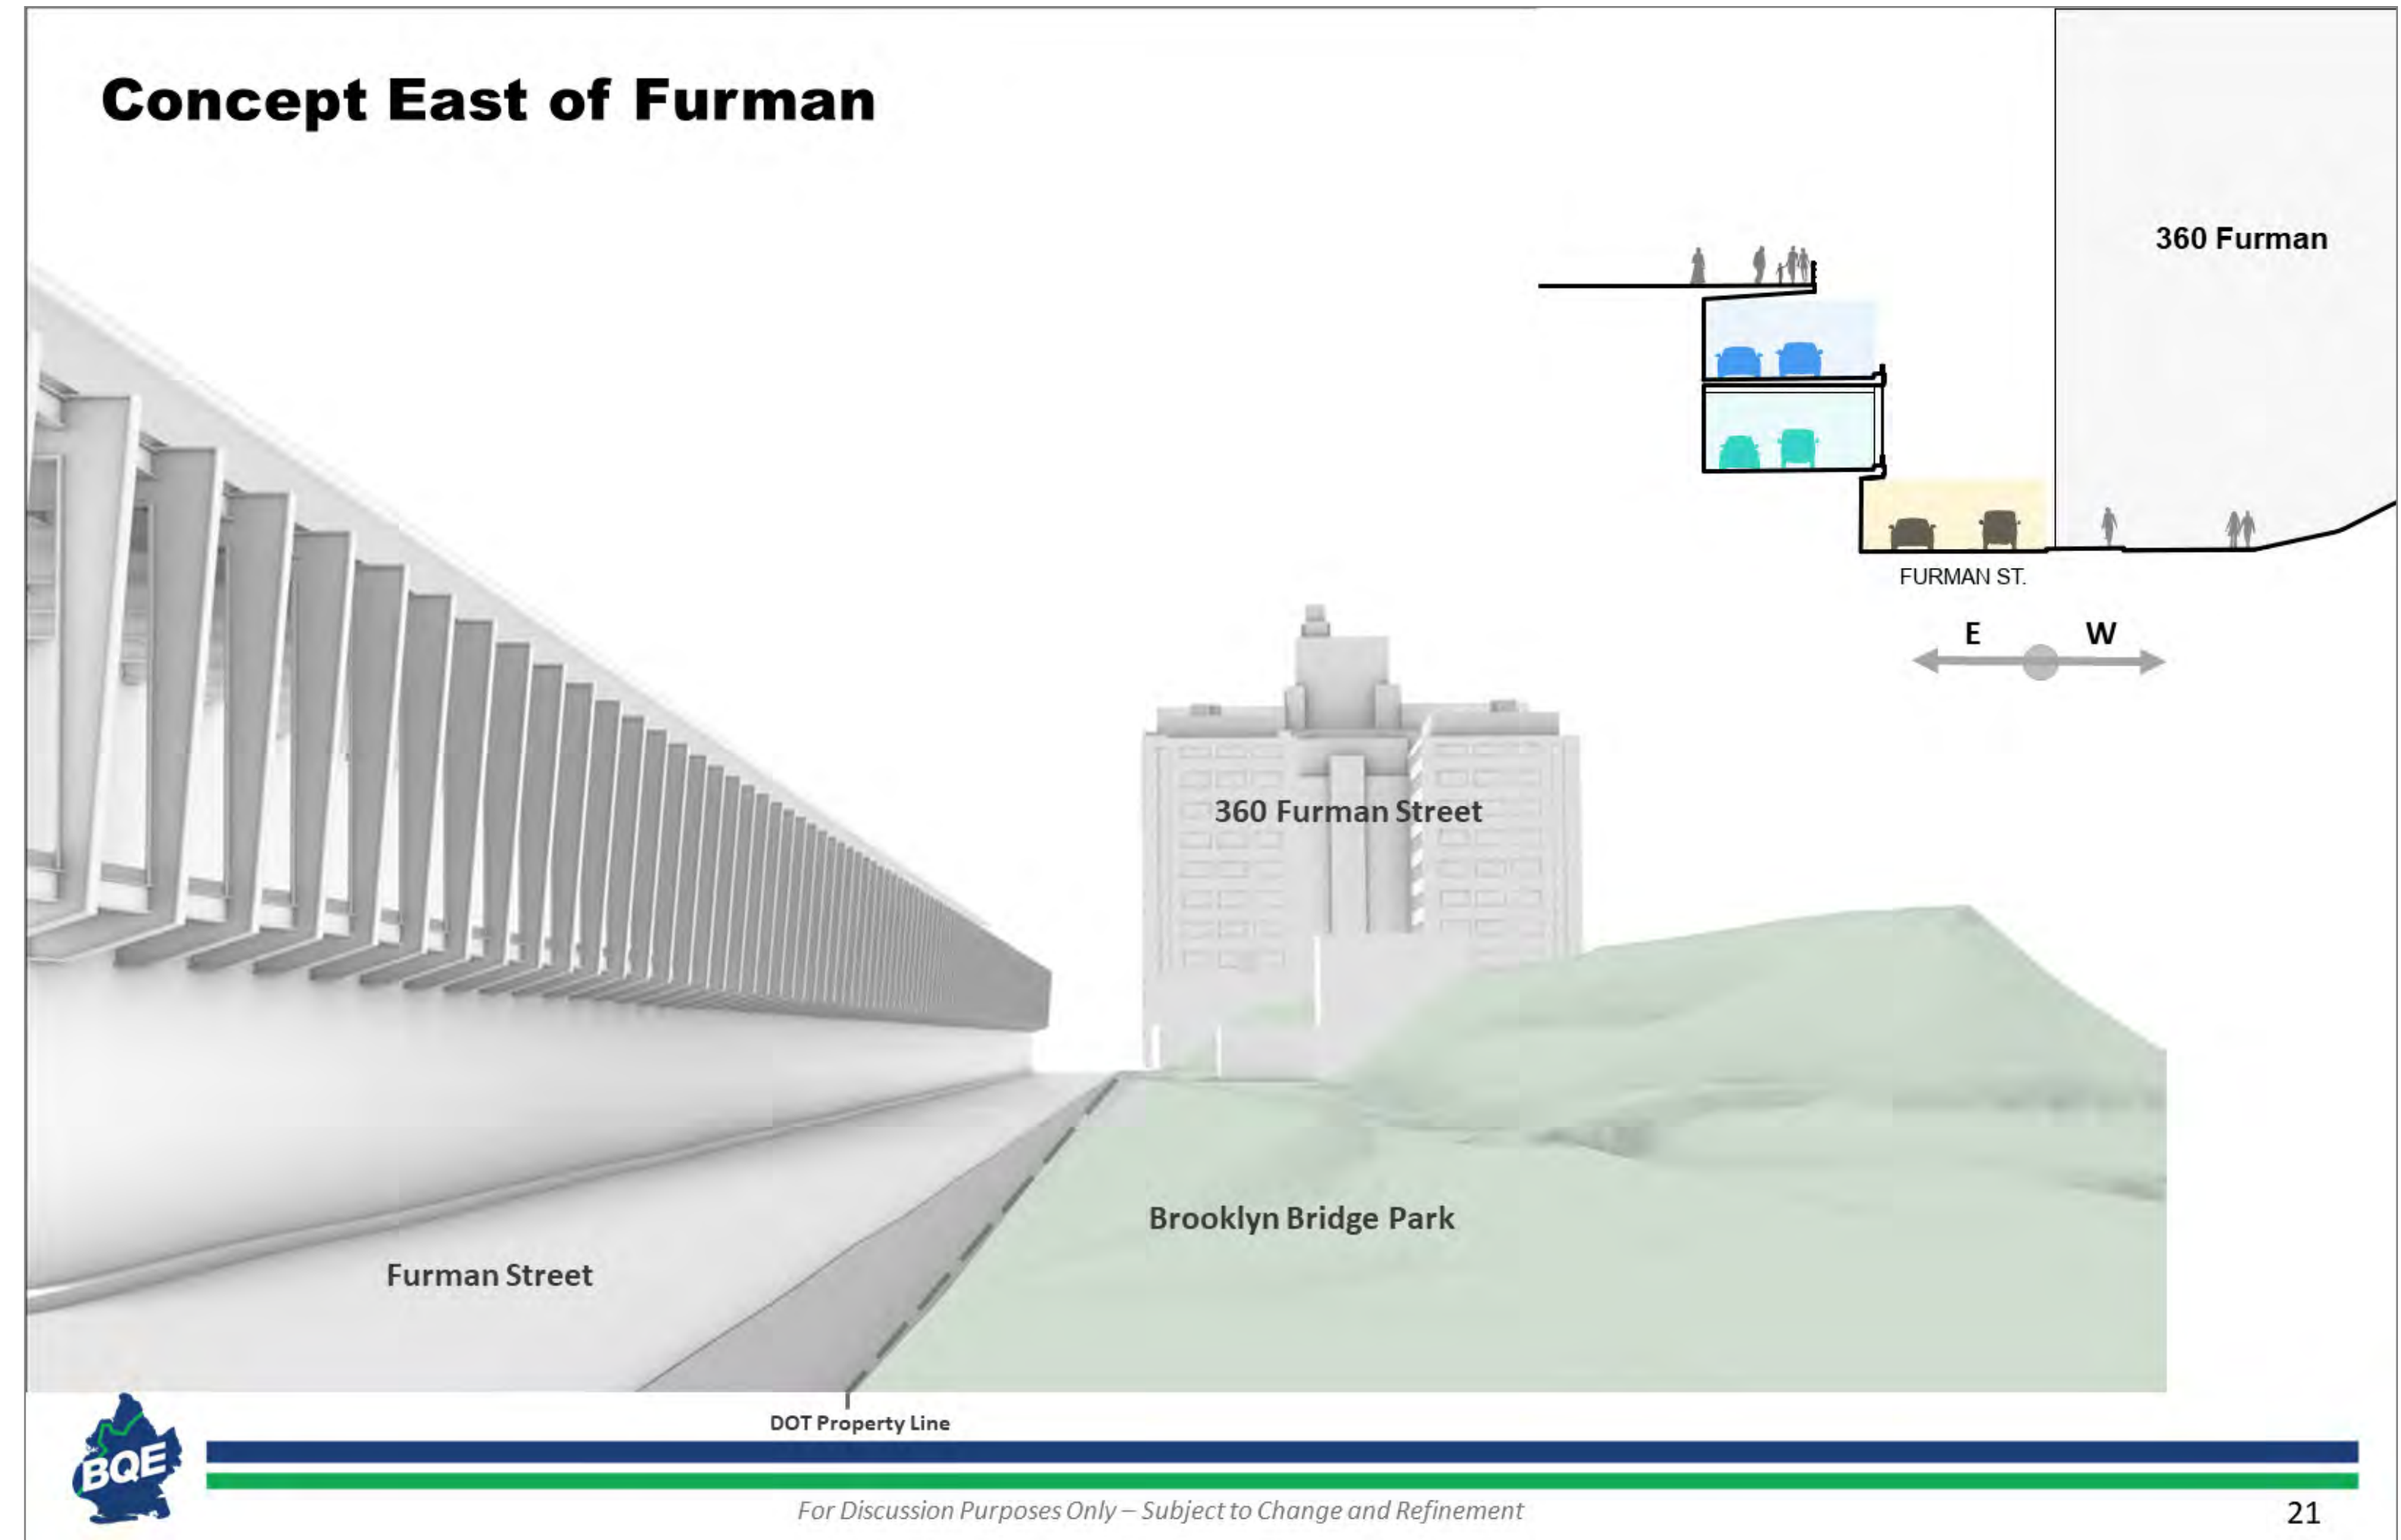 Concept East of Furman
360 Furman
FURMAN ST.
E W
360 Furman Street
Brooklyn Bridge Park
Furman Street
DOT Property Line
BQE
For Discussion Purposes Only – Subject to Change and Refinement
21